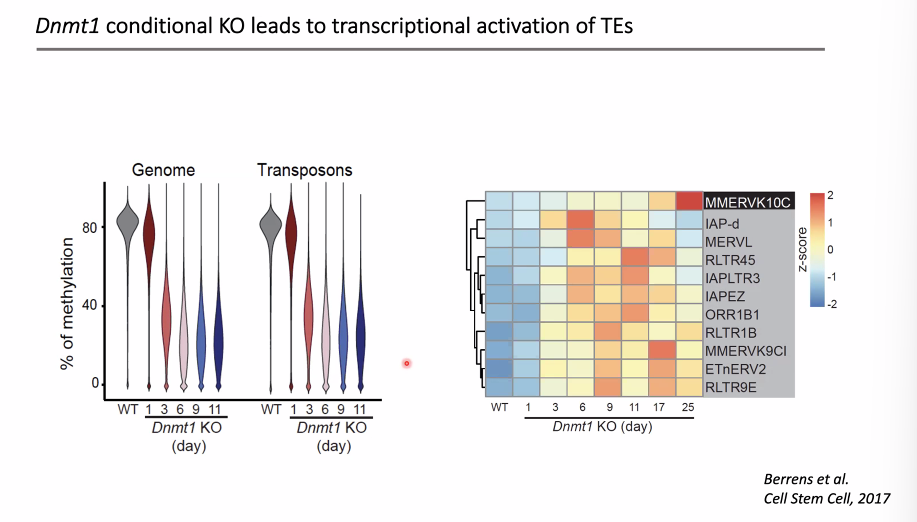 Dnmt1 conditional KO leads to transcriptional activation of TEs
Genome
Transposons
% of methylation
80
40
0
WT 1 3 6 9 11
Dnmt1 KO
(day)
WT 1 3 6 9 11
Dnmt1 KO
(day)
MMERVK10C
IAP-d
MERVL
RLTR45
IAPLTR3
IAPEZ
ORR1B1
RLTR1B
MMERVK9CI
ETnERV2
RLTR9E
WT 1 3 6 9 11 17 25
Dnmt1 KO (day)
z-score
2
1
0
-1
-2
Berrens et al.
Cell Stem Cell, 2017